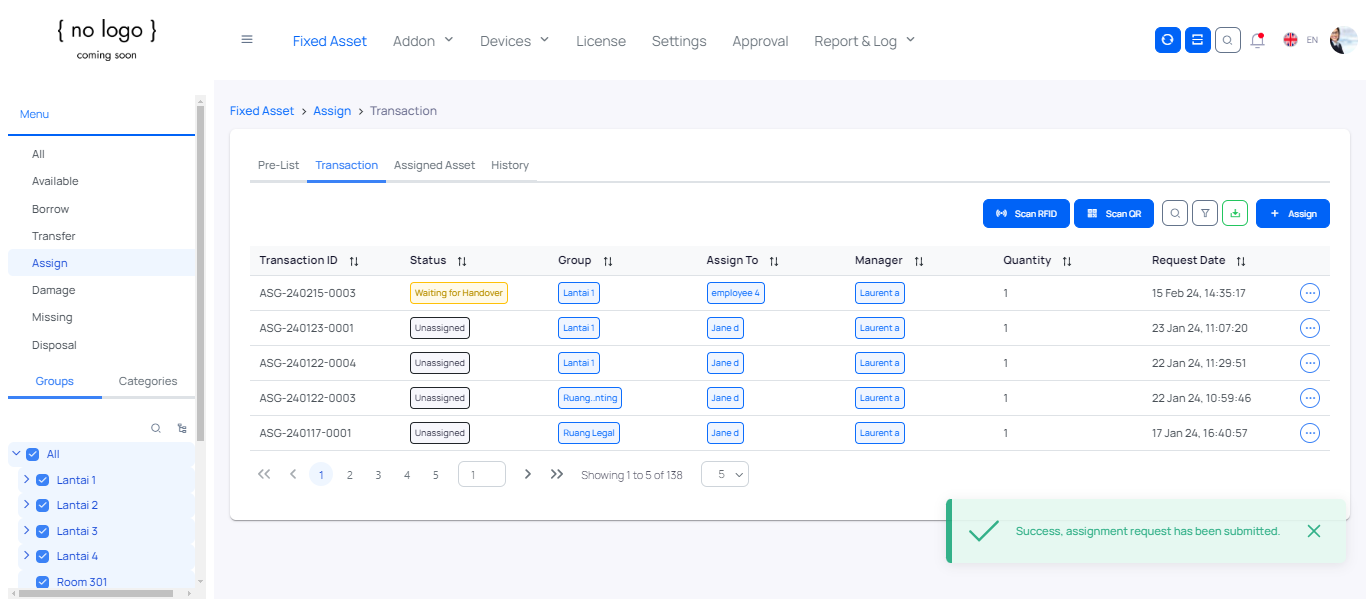 { no logo }
coming soon
Fixed Asset Addon Devices License Settings Approval Report & Log EN
Menu
All
Available
Borrow
Transfer
Assign
Damage
Missing
Disposal
Groups Categories
All
Lantai 1
Lantai 2
Lantai 3
Lantai 4
Room 301
Fixed Asset > Assign > Transaction
Pre-List Transaction Assigned Asset History
Scan RFID Scan QR + Assign
Transaction ID Status Group Assign To Manager Quantity Request Date
ASG-240215-0003 Waiting for Handover Lantai 1 employee 4 Laurent a 1 15 Feb 24, 14:35:17
ASG-240123-0001 Unassigned Lantai 1 Jane d Laurent a 1 23 Jan 24, 11:07:20
ASG-240122-0004 Unassigned Lantai 1 Jane d Laurent a 1 22 Jan 24, 11:29:51
ASG-240122-0003 Unassigned Ruang..nting Jane d Laurent a 1 22 Jan 24, 10:59:46
ASG-240117-0001 Unassigned Ruang Legal Jane d Laurent a 1 17 Jan 24, 16:40:57
1 2 3 4 5 1 Showing 1 to 5 of 138 5
Success, assignment request has been submitted.